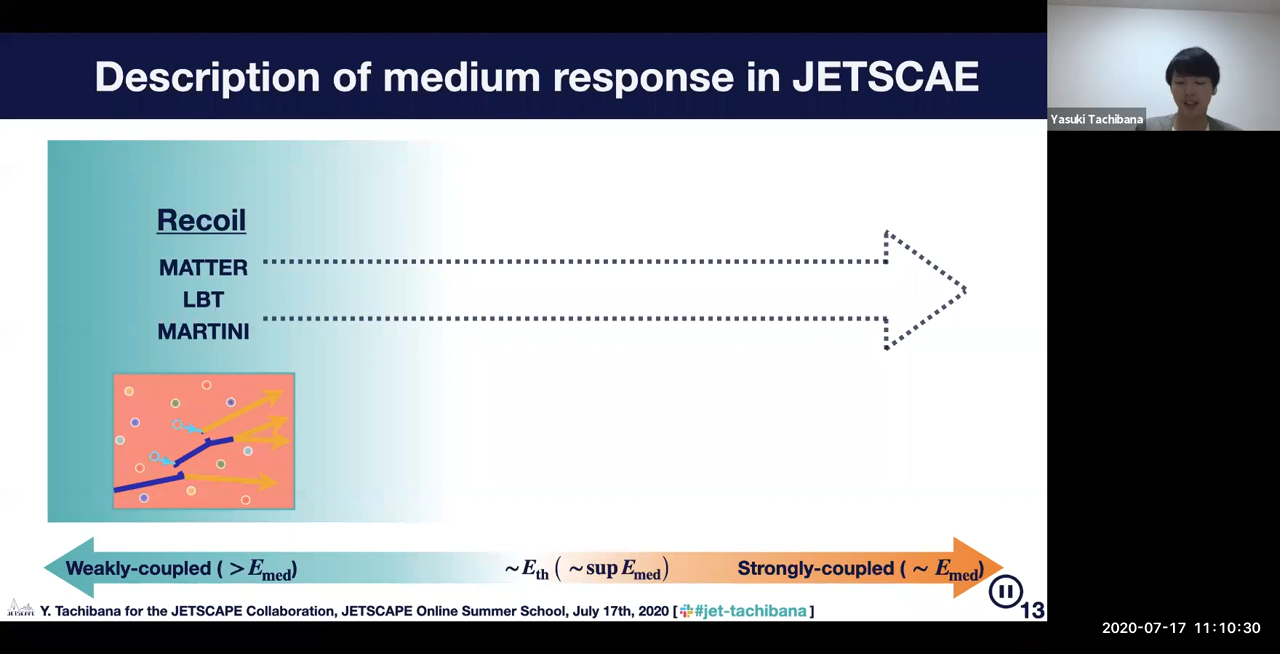 Description of medium response in JETSCAE
Yasuki Tachibana
Recoil
MATTER
LBT
MARTINI
Weakly-coupled ( > E_med) ~E_th ( ~ sup E_med) Strongly-coupled ( ~ E_med)
JETSCAPE Y. Tachibana for the JETSCAPE Collaboration, JETSCAPE Online Summer School, July 17th, 2020 [ #jet-tachibana ] 13
2020-07-17 11:10:30